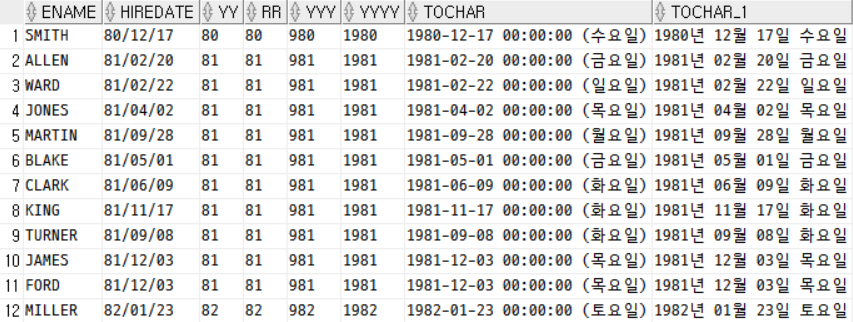 ENAME HIREDATE YY RR YYY YYYY TOCHAR TOCHAR_1
1 SMITH 80/12/17 80 80 980 1980 1980-12-17 00:00:00 (수요일) 1980년 12월 17일 수요일
2 ALLEN 81/02/20 81 81 981 1981 1981-02-20 00:00:00 (금요일) 1981년 02월 20일 금요일
3 WARD 81/02/22 81 81 981 1981 1981-02-22 00:00:00 (일요일) 1981년 02월 22일 일요일
4 JONES 81/04/02 81 81 981 1981 1981-04-02 00:00:00 (목요일) 1981년 04월 02일 목요일
5 MARTIN 81/09/28 81 81 981 1981 1981-09-28 00:00:00 (월요일) 1981년 09월 28일 월요일
6 BLAKE 81/05/01 81 81 981 1981 1981-05-01 00:00:00 (금요일) 1981년 05월 01일 금요일
7 CLARK 81/06/09 81 81 981 1981 1981-06-09 00:00:00 (화요일) 1981년 06월 09일 화요일
8 KING 81/11/17 81 81 981 1981 1981-11-17 00:00:00 (화요일) 1981년 11월 17일 화요일
9 TURNER 81/09/08 81 81 981 1981 1981-09-08 00:00:00 (화요일) 1981년 09월 08일 화요일
10 JAMES 81/12/03 81 81 981 1981 1981-12-03 00:00:00 (목요일) 1981년 12월 03일 목요일
11 FORD 81/12/03 81 81 981 1981 1981-12-03 00:00:00 (목요일) 1981년 12월 03일 목요일
12 MILLER 82/01/23 82 82 982 1982 1982-01-23 00:00:00 (토요일) 1982년 01월 23일 토요일